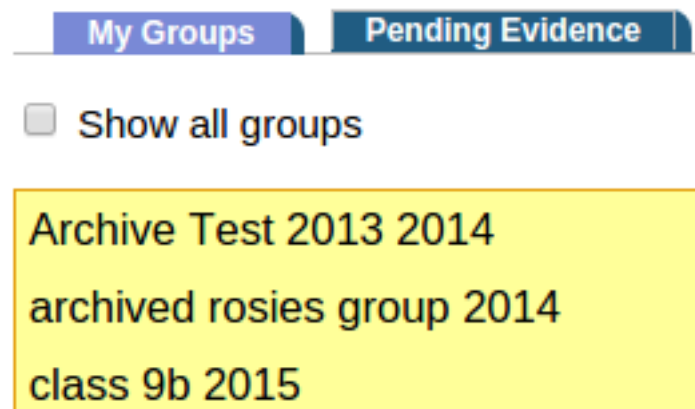 My Groups Pending Evidence
Show all groups
Archive Test 2013 2014
archived rosies group 2014
class 9b 2015